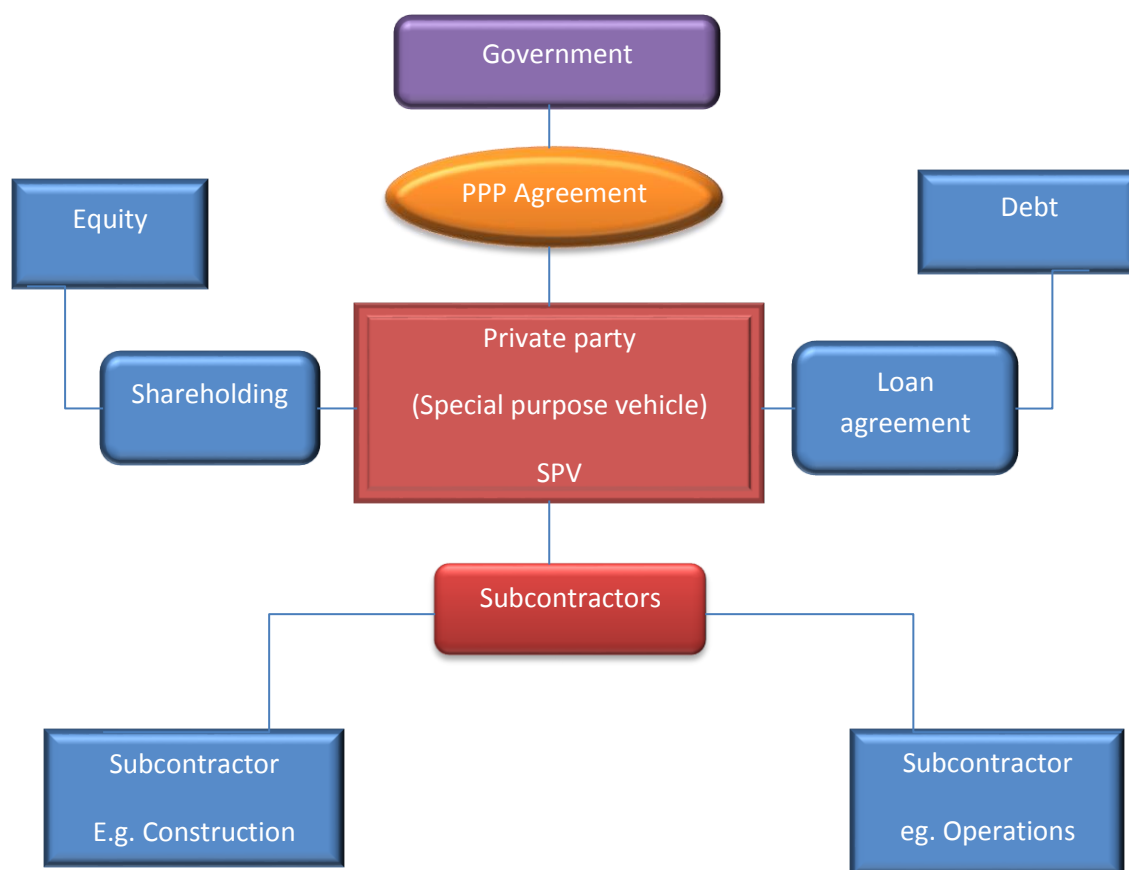 Government
PPP Agreement
Equity
Debt
Private party
(Special purpose vehicle)
SPV
Shareholding
Loan
agreement
Subcontractors
Subcontractor
E.g. Construction
Subcontractor
eg. Operations